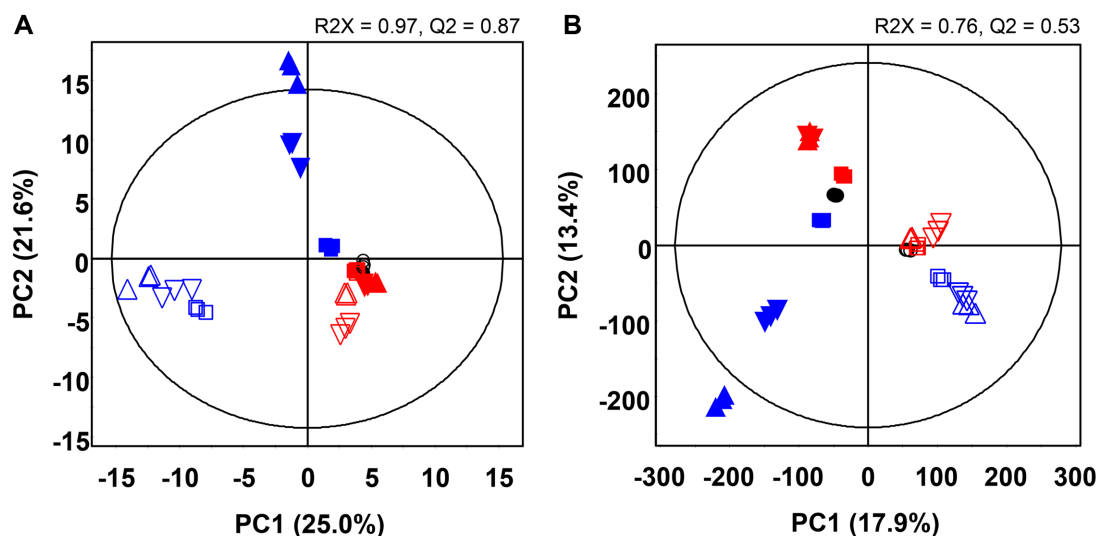 A
R2X = 0.97, Q2 = 0.87
15
10
5
0
-5
-10
-15
PC2 (21.6%)
-15 -10 -5 0 5 10 15
PC1 (25.0%)
B
R2X = 0.76, Q2 = 0.53
200
100
0
-100
-200
PC2 (13.4%)
-300 -200 -100 0 100 200 300
PC1 (17.9%)